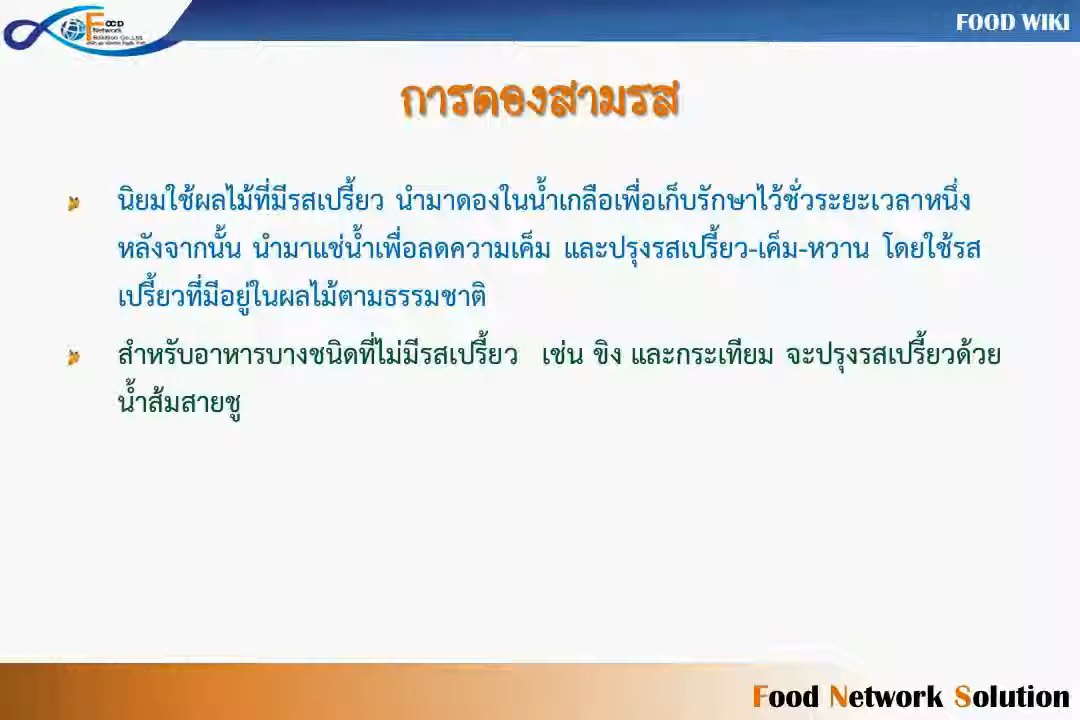 FOOD
Network
Solution Co.,Ltd.
FOOD WIKI
การดองสามรส
นิยมใช้ผลไม้ที่มีรสเปรี้ยว นำมาดองในน้ำเกลือเพื่อเก็บรักษาไว้ชั่วระยะเวลาหนึ่ง
หลังจากนั้น นำมาแช่น้ำเพื่อลดความเค็ม และปรุงรสเปรี้ยว-เค็ม-หวาน โดยใช้รส
เปรี้ยวที่มีอยู่ในผลไม้ตามธรรมชาติ
สำหรับอาหารบางชนิดที่ไม่มีรสเปรี้ยว เช่น ขิง และกระเทียม จะปรุงรสเปรี้ยวด้วย
น้ำส้มสายชู
Food Network Solution